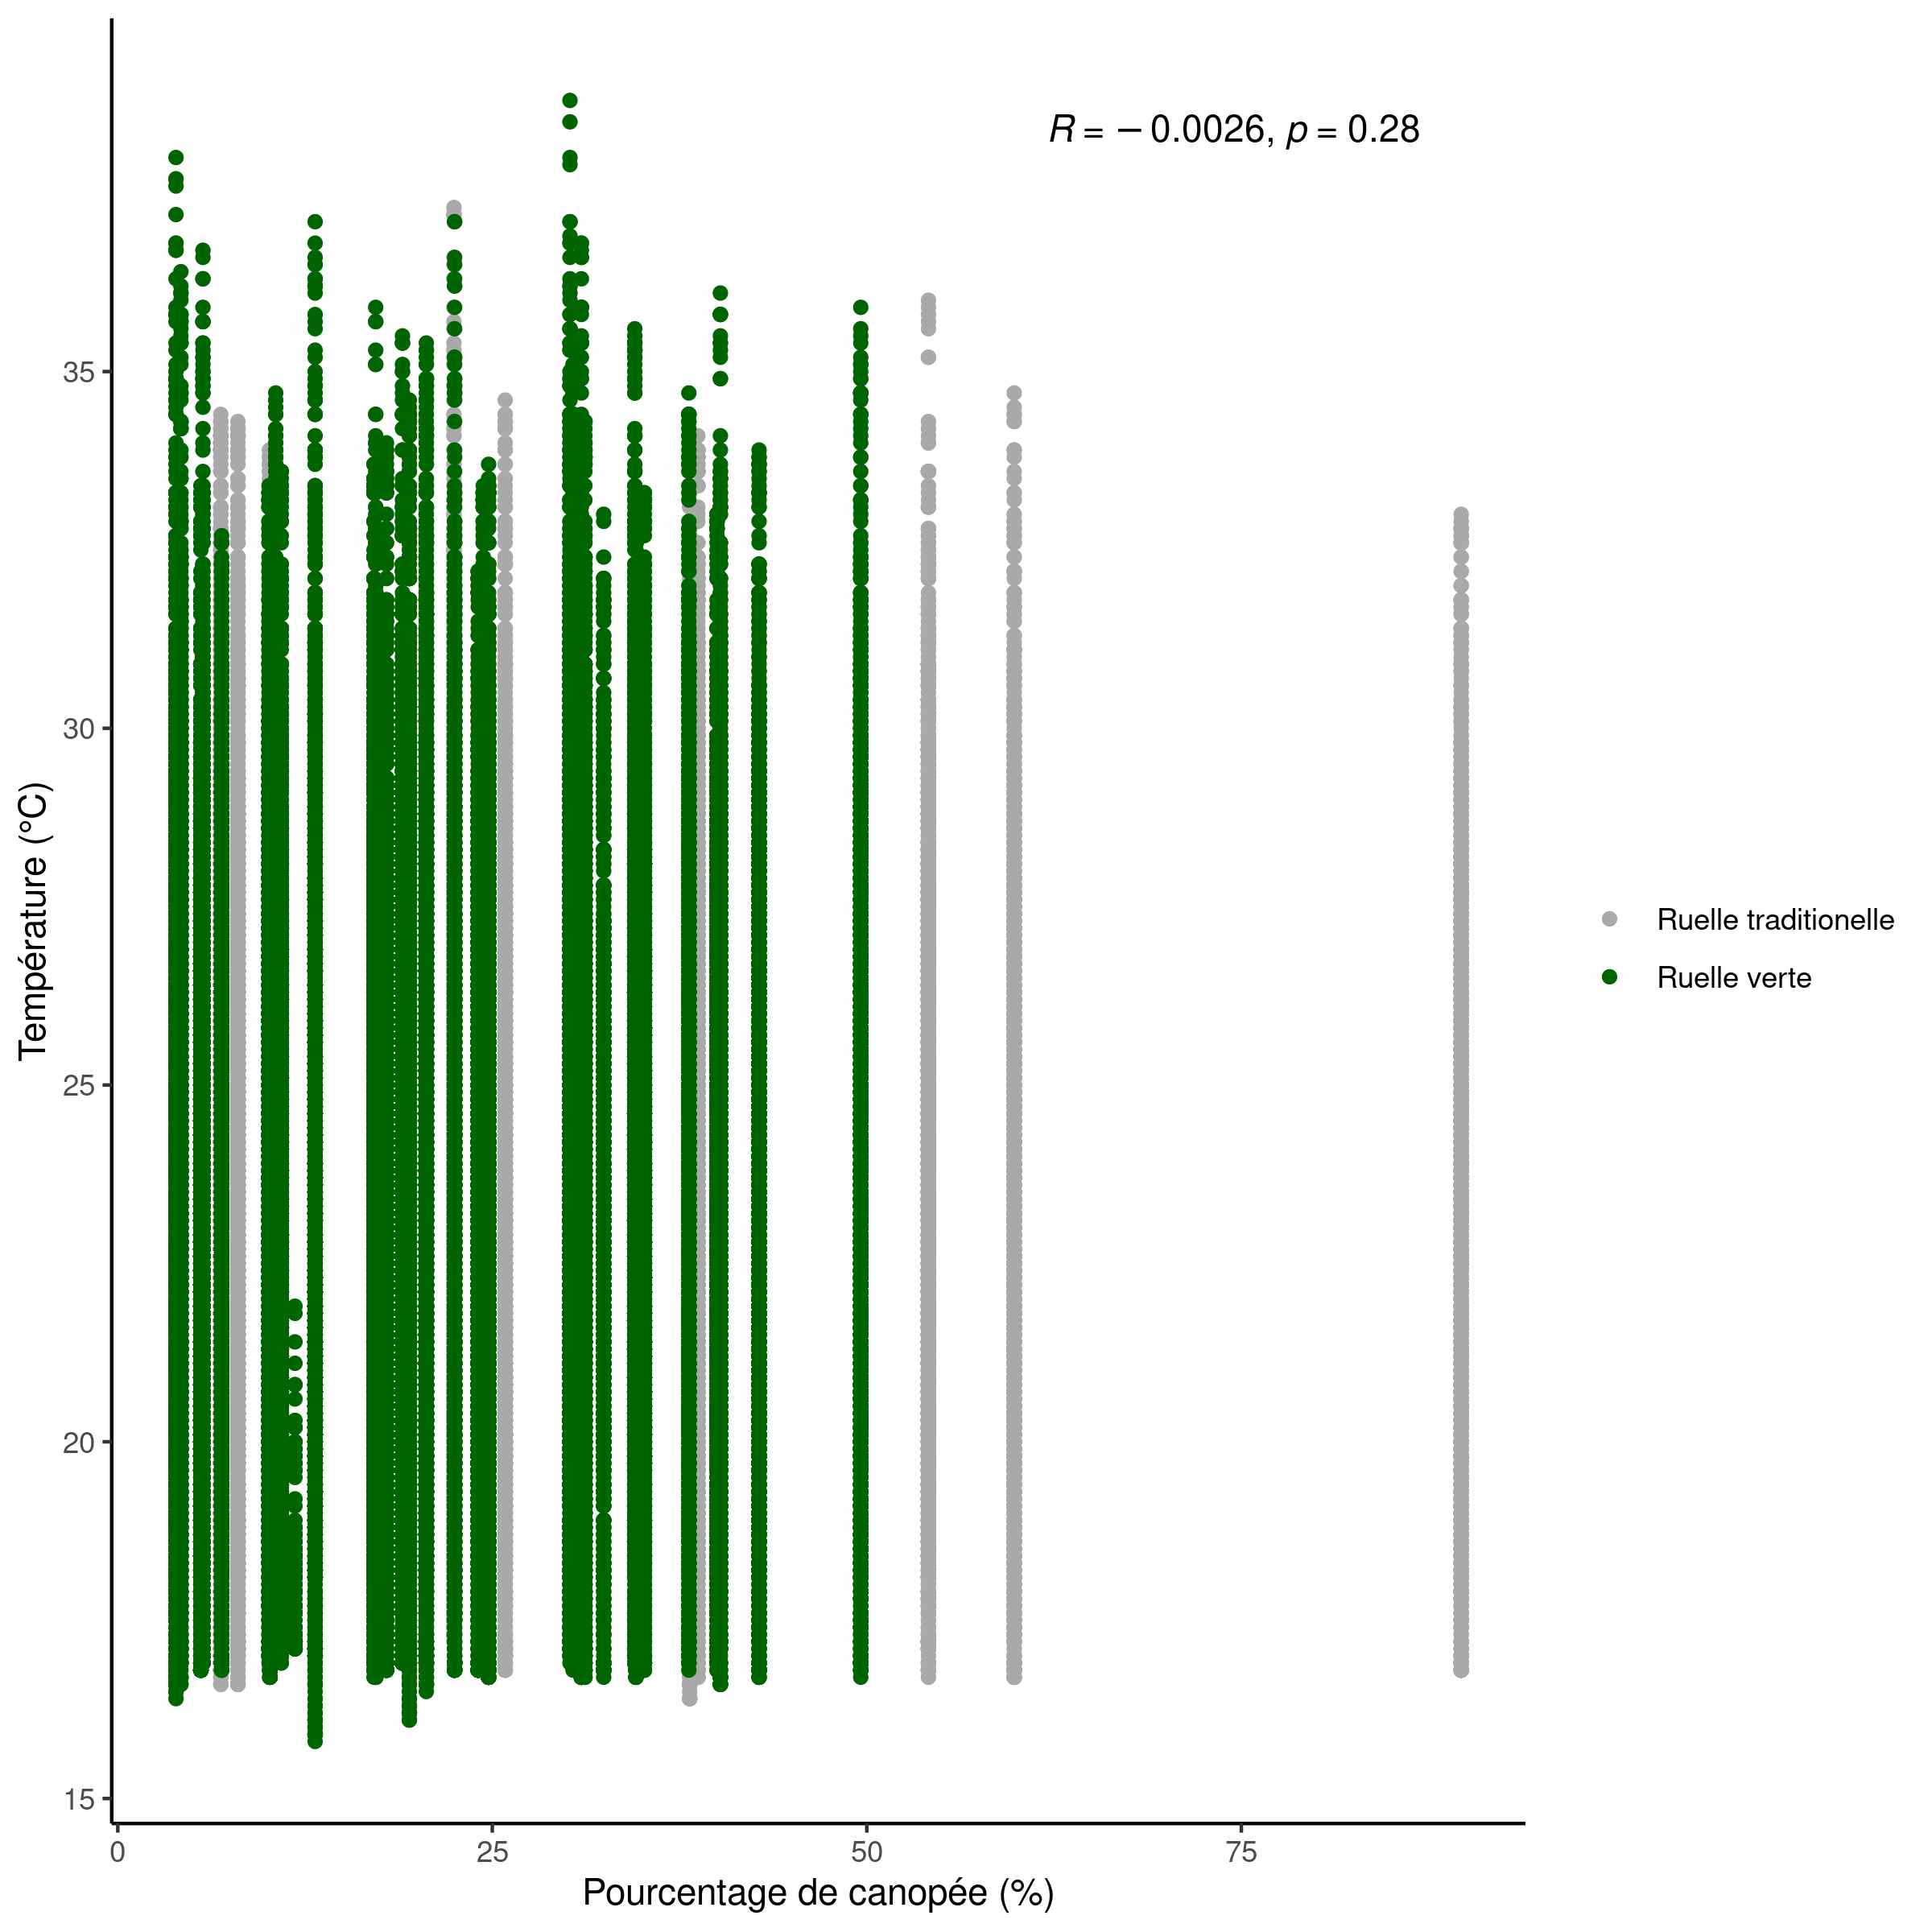 R = − 0.0026, p = 0.28
35
30
25
20
15
Température (°C)
0 25 50 75
Pourcentage de canopée (%)
Ruelle traditionelle
Ruelle verte